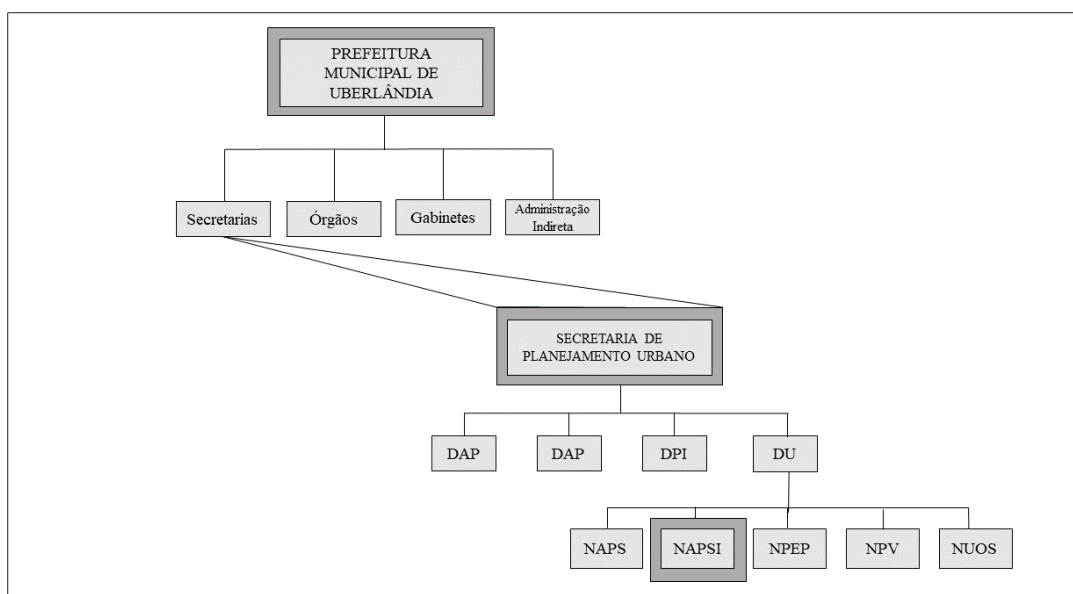 PREFEITURA
MUNICIPAL DE
UBERLÂNDIA
Secretarias
Órgãos
Gabinetes
Administração
Indireta
SECRETARIA DE
PLANEJAMENTO URBANO
DAP
DAP
DPI
DU
NAPS
NAPSI
NPEP
NPV
NUOS